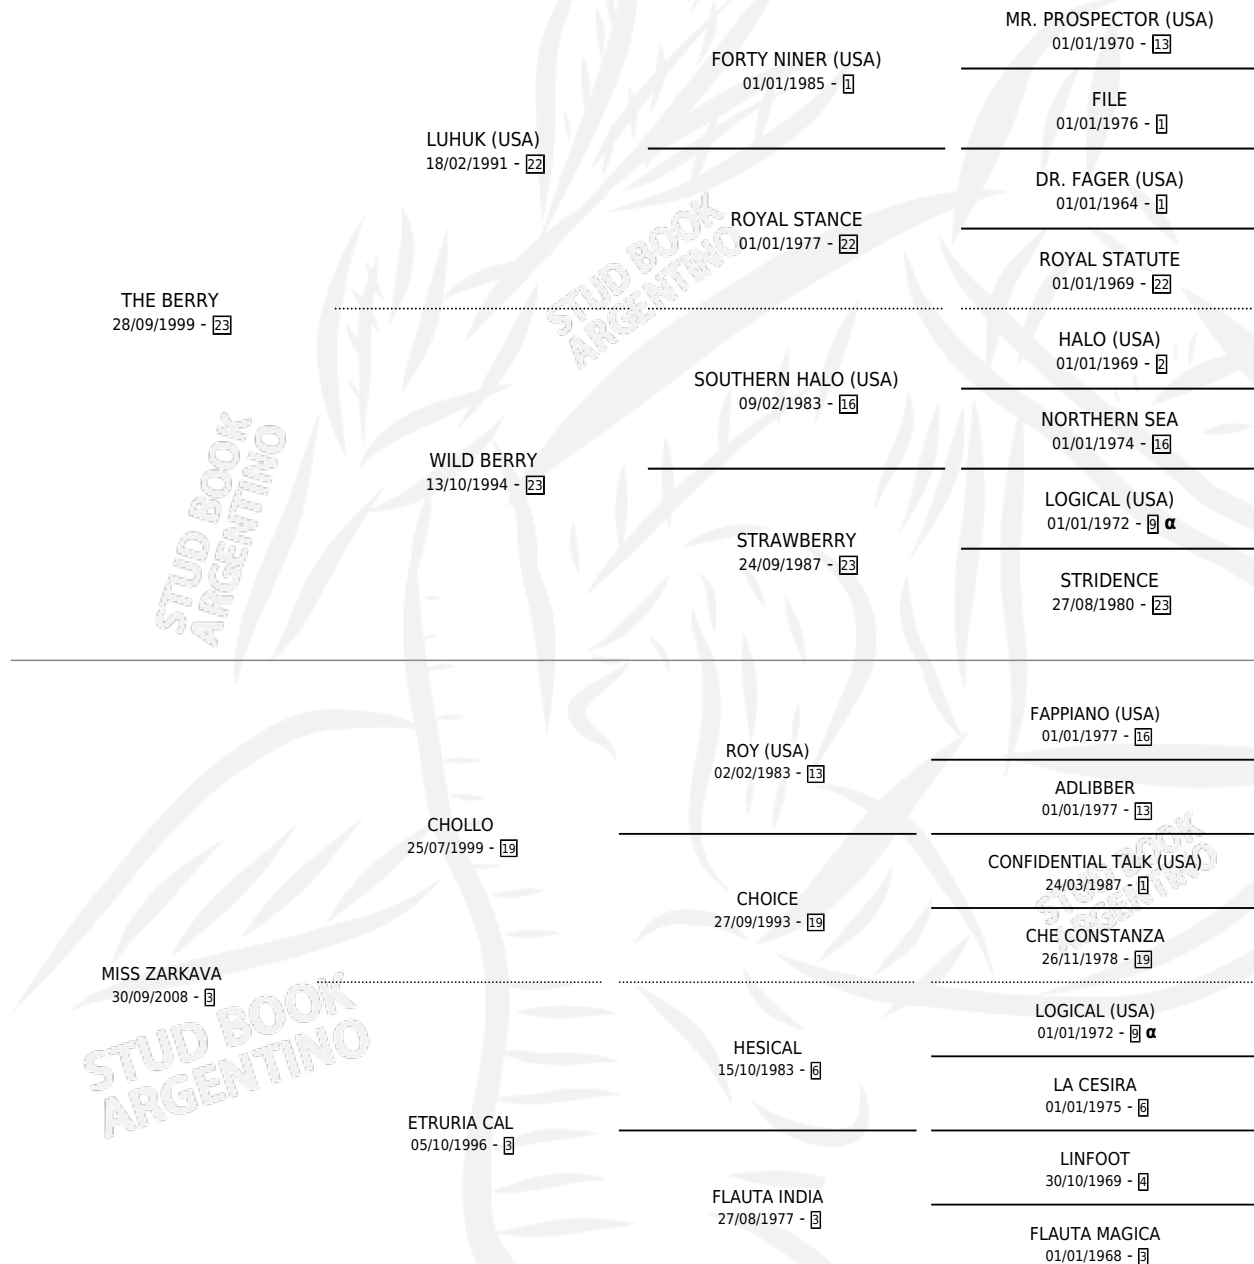 MR. PROSPECTOR (USA)
01/01/1970 - 13
FORTY NINER (USA)
01/01/1985 - 1
FILE
01/01/1976 - 1
LUHUK (USA)
18/02/1991 - 22
DR. FAGER (USA)
01/01/1964 - 1
ROYAL STANCE
01/01/1977 - 22
ROYAL STATUTE
01/01/1969 - 22
THE BERRY
28/09/1999 - 23
HALO (USA)
01/01/1969 - 2
SOUTHERN HALO (USA)
09/02/1983 - 16
NORTHERN SEA
01/01/1974 - 16
WILD BERRY
13/10/1994 - 23
LOGICAL (USA)
01/01/1972 - 9 α
STRAWBERRY
24/09/1987 - 23
STRIDENCE
27/08/1980 - 23
FAPPIANO (USA)
01/01/1977 - 16
ROY (USA)
02/02/1983 - 13
ADLIBBER
01/01/1977 - 13
CHOLLO
25/07/1999 - 19
CONFIDENTIAL TALK (USA)
24/03/1987 - 1
CHOICE
27/09/1993 - 19
CHE CONSTANZA
26/11/1978 - 19
MISS ZARKAVA
30/09/2008 - 3
LOGICAL (USA)
01/01/1972 - 9 α
HESICAL
15/10/1983 - 6
LA CESIRA
01/01/1975 - 6
ETRURIA CAL
05/10/1996 - 3
LINFOOT
30/10/1969 - 4
FLAUTA INDIA
27/08/1977 - 3
FLAUTA MAGICA
01/01/1968 - 3
STUD BOOK
ARGENTINO
STUD BOOK
ARGENTINO
STUD BOOK
ARGENTINO
STUD BOOK
ARGENTINO